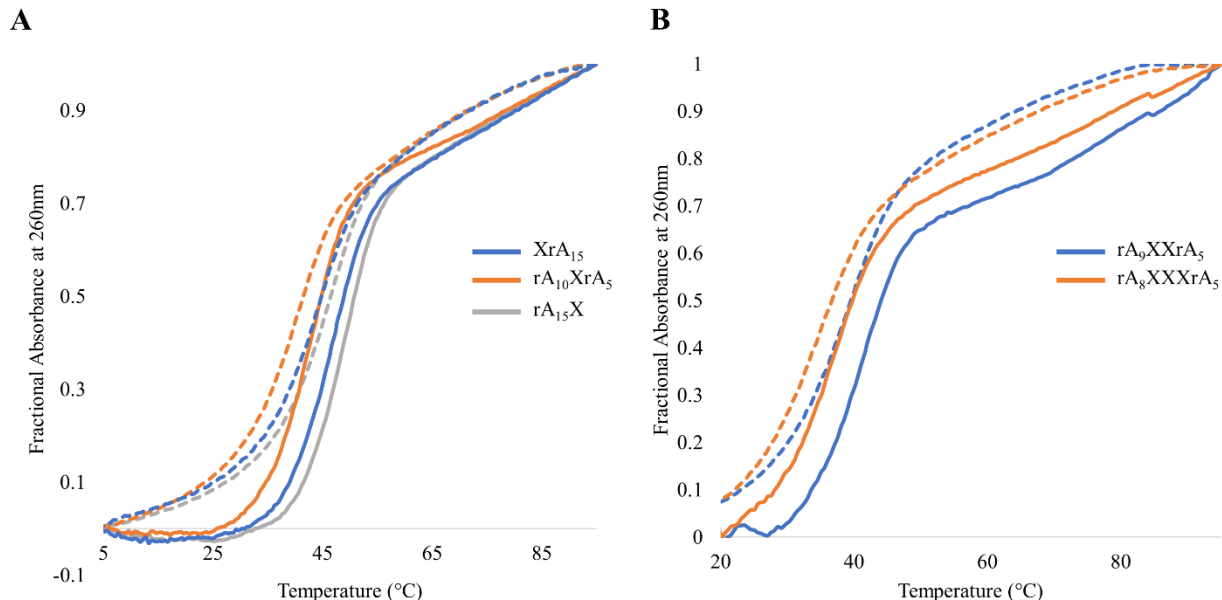 A
Fractional Absorbance at 260nm
0.9
0.7
0.5
0.3
0.1
-0.1
5
25
45
65
85
Temperature (°C)
XrA₁₅
rA₁₀XrA₅
rA₁₅X
B
Fractional Absorbance at 260nm
1
0.9
0.8
0.7
0.6
0.5
0.4
0.3
0.2
0.1
0
20
40
60
80
Temperature (°C)
rA₉XXrA₅
rA₈XXXrA₅